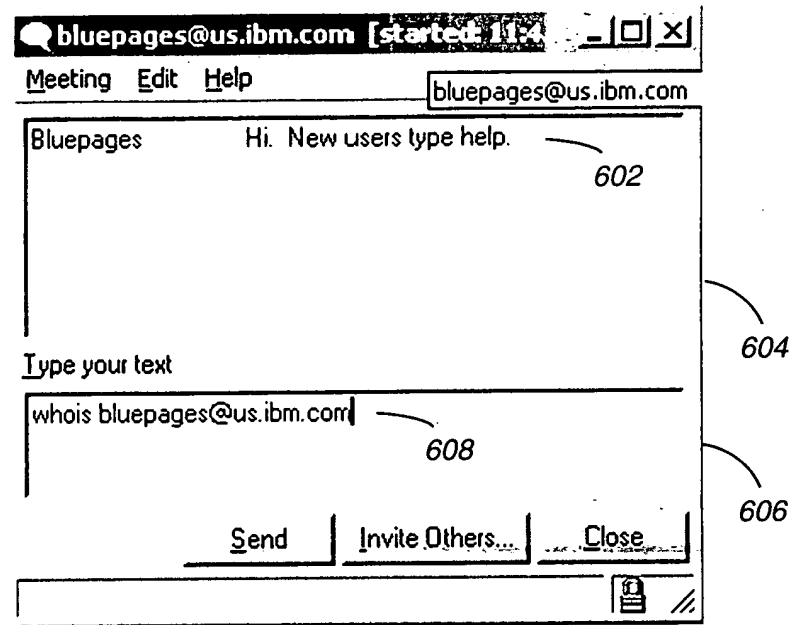 bluepages@us.ibm.com [started: 11:4
Meeting Edit Help
bluepages@us.ibm.com
Bluepages Hi. New users type help.
602
604
Type your text
whois bluepages@us.ibm.com
608
606
Send Invite Others... Close